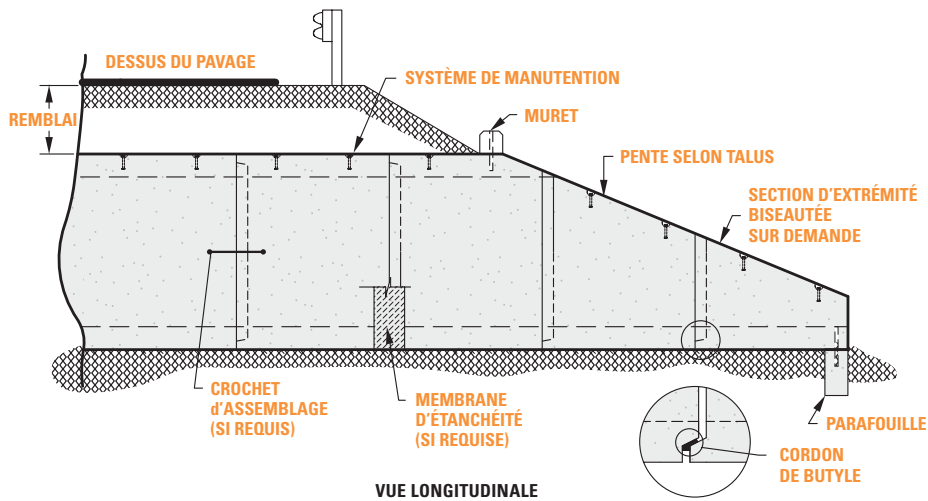 DESSUS DU PAVAGE
SYSTÈME DE MANUTENTION
REMBLAI
MURET
PENTE SELON TALUS
SECTION D'EXTRÉMITÉ
BISEAUTÉE
SUR DEMANDE
CROCHET
d'ASSEMBLAGE
(SI REQUIS)
MEMBRANE
D'ÉTANCHÉITÉ
(SI REQUISE)
PARAFOUILLE
CORDON
DE BUTYLE
VUE LONGITUDINALE